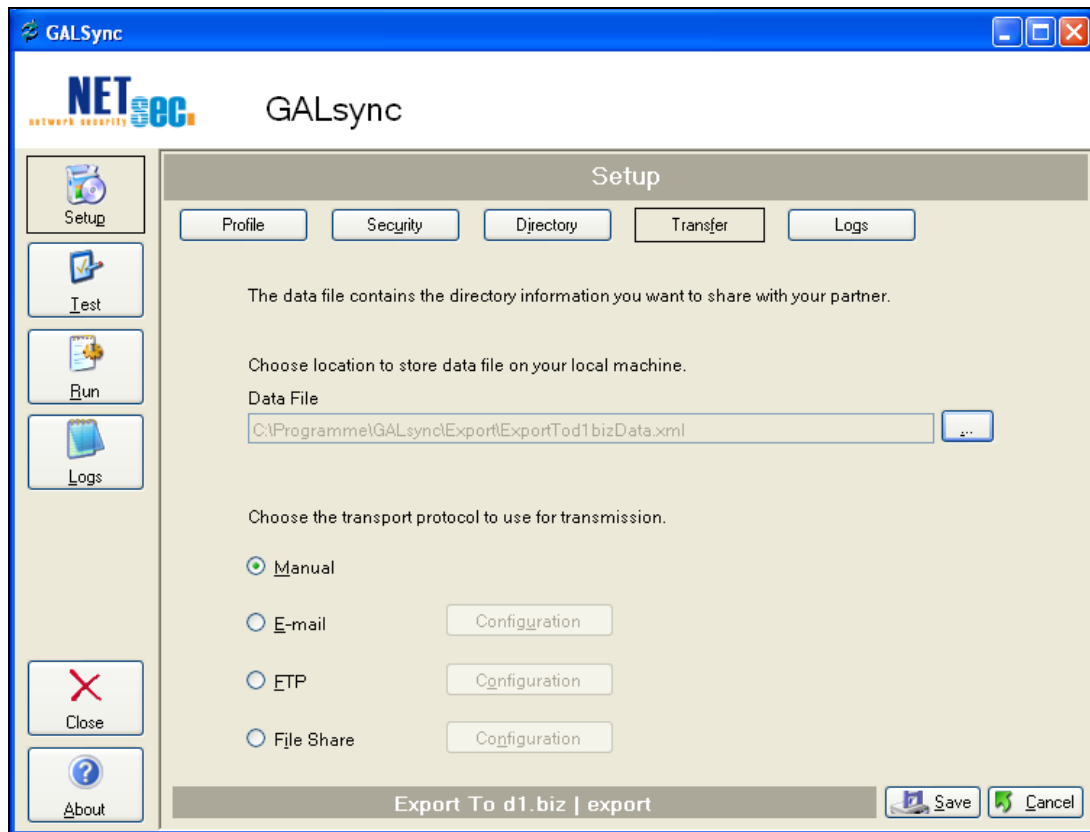 GALSync
NETsec.
network security
GALsync
Setup
Setup
Profile
Security
Directory
Transfer
Logs
Test
The data file contains the directory information you want to share with your partner.
Run
Choose location to store data file on your local machine.
Data File
C:\Programme\GALsync\Export\ExportTod1bizData.xml
...
Logs
Choose the transport protocol to use for transmission.
Manual
E-mail
Configuration
FTP
Configuration
File Share
Configuration
Close
About
Export To d1.biz | export
Save
Cancel